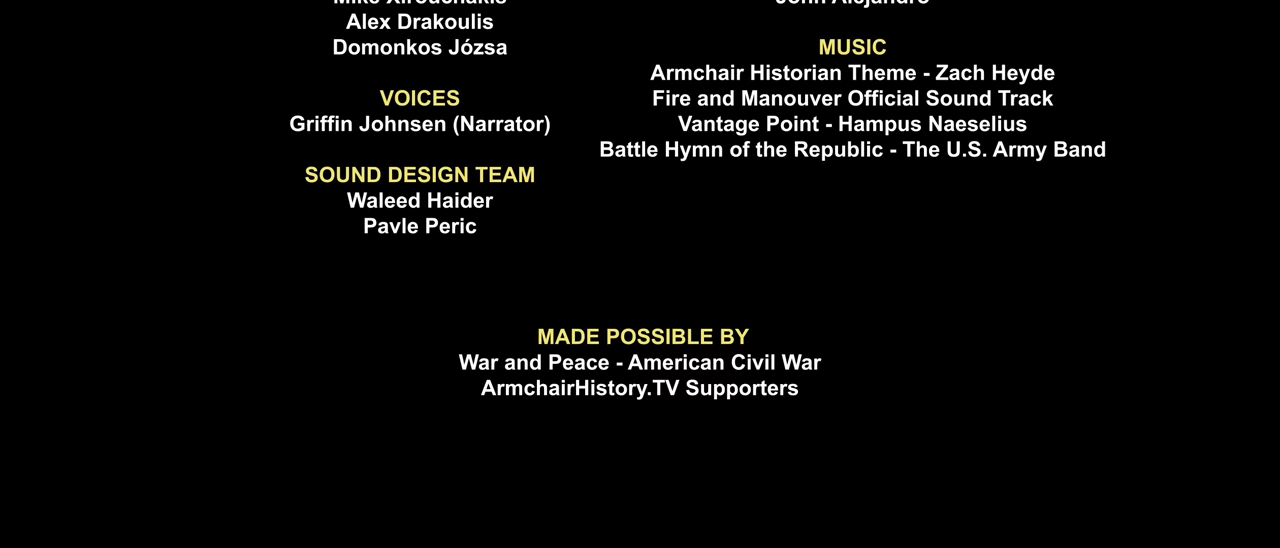 Alex Drakoulis
Domonkos Józsa
VOICES
Griffin Johnsen (Narrator)
SOUND DESIGN TEAM
Waleed Haider
Pavle Peric
MUSIC
Armchair Historian Theme - Zach Heyde
Fire and Manouver Official Sound Track
Vantage Point - Hampus Naeselius
Battle Hymn of the Republic - The U.S. Army Band
MADE POSSIBLE BY
War and Peace - American Civil War
ArmchairHistory.TV Supporters